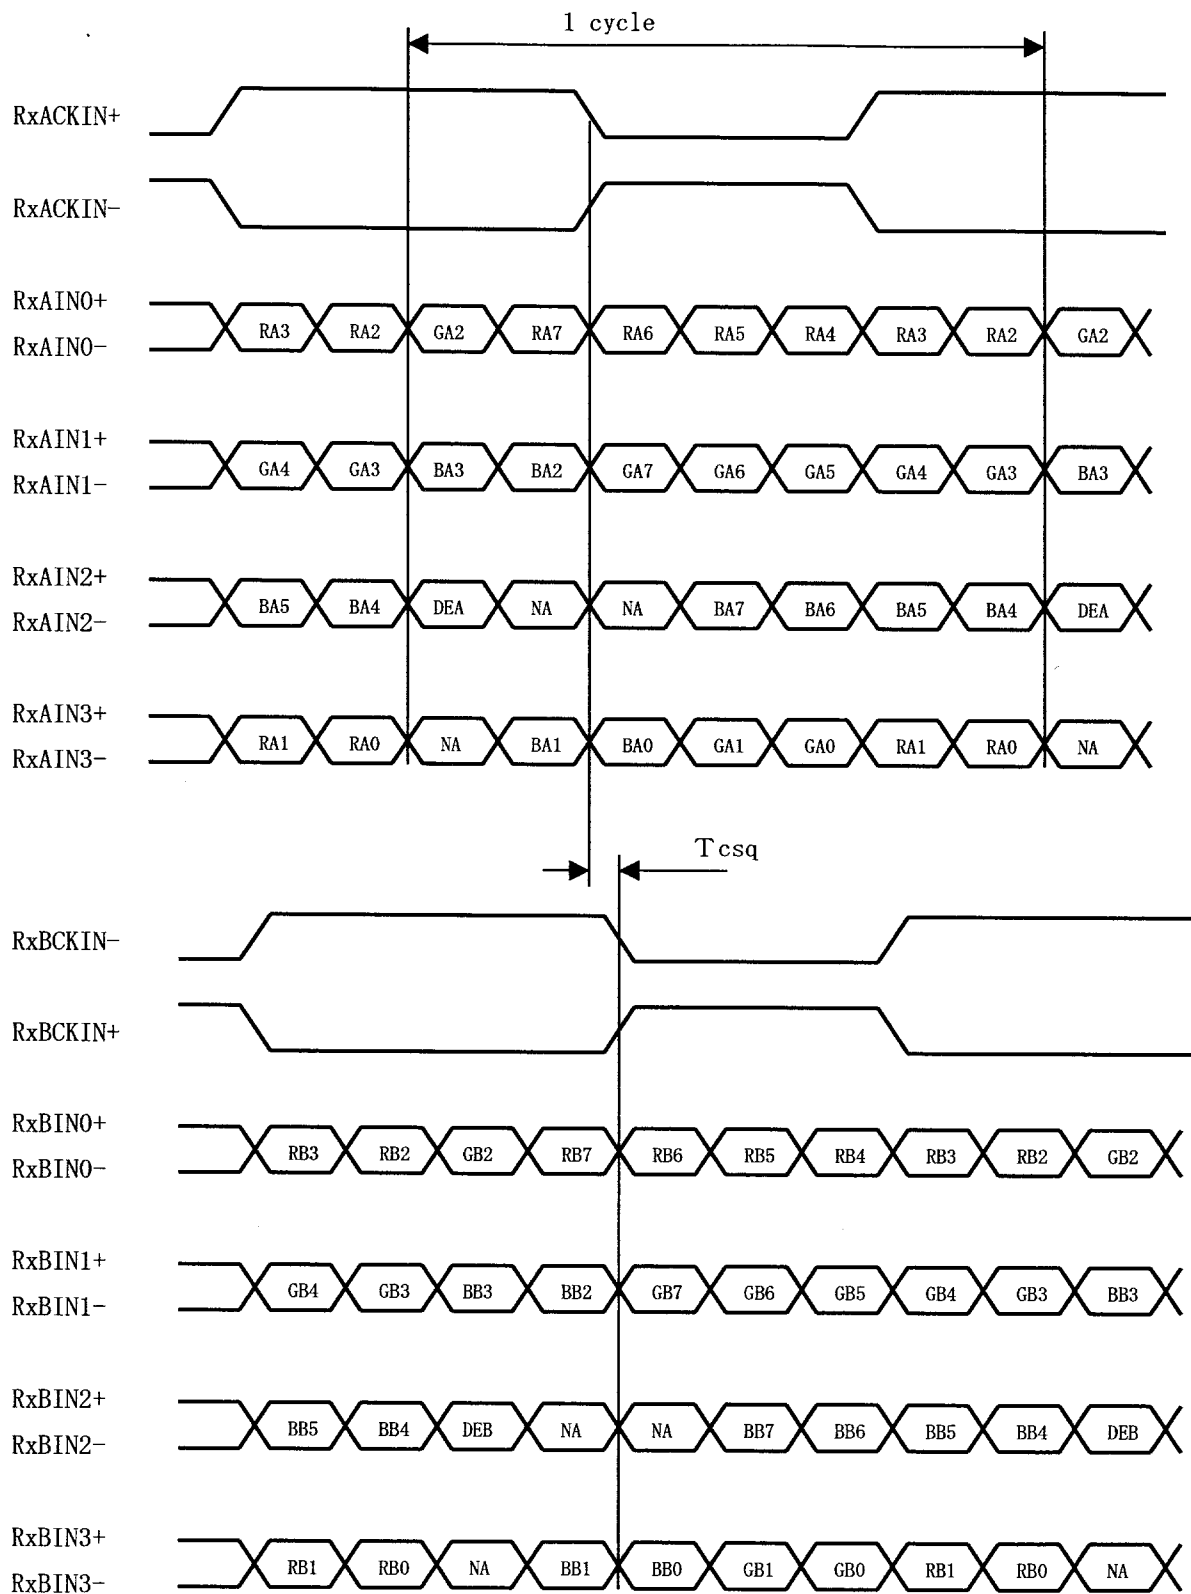 1 cycle
RxACKIN+
RxACKIN-
RxAIN0+
RA3 RA2 GA2 RA7 RA6 RA5 RA4 RA3 RA2 GA2
RxAIN0-
RxAIN1+
GA4 GA3 BA3 BA2 GA7 GA6 GA5 GA4 GA3 BA3
RxAIN1-
RxAIN2+
BA5 BA4 DEA NA NA BA7 BA6 BA5 BA4 DEA
RxAIN2-
RxAIN3+
RA1 RA0 NA BA1 BA0 GA1 GA0 RA1 RA0 NA
RxAIN3-
Tcsq
RxBCKIN-
RxBCKIN+
RxBIN0+
RB3 RB2 GB2 RB7 RB6 RB5 RB4 RB3 RB2 GB2
RxBIN0-
RxBIN1+
GB4 GB3 BB3 BB2 GB7 GB6 GB5 GB4 GB3 BB3
RxBIN1-
RxBIN2+
BB5 BB4 DEB NA NA BB7 BB6 BB5 BB4 DEB
RxBIN2-
RxBIN3+
RB1 RB0 NA BB1 BB0 GB1 GB0 RB1 RB0 NA
RxBIN3-